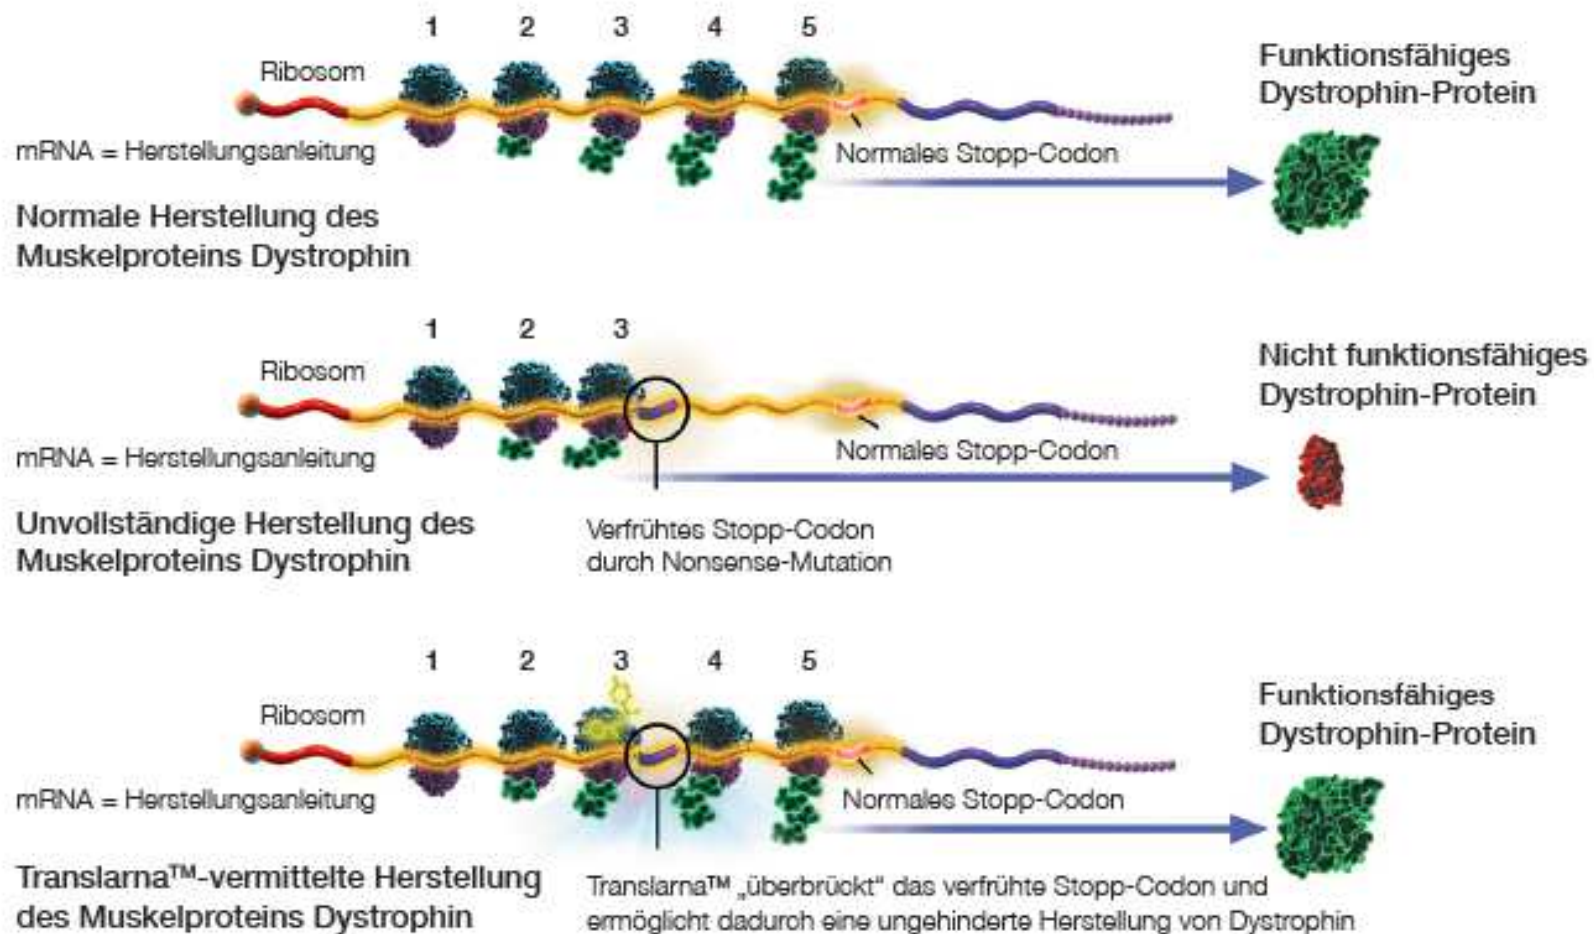 1 2 3 4 5
Ribosom
mRNA = Herstellungsanleitung
Normales Stopp-Codon
Funktionsfähiges
Dystrophin-Protein
Normale Herstellung des
Muskelproteins Dystrophin
1 2 3
Ribosom
mRNA = Herstellungsanleitung
Normales Stopp-Codon
Nicht funktionsfähiges
Dystrophin-Protein
Unvollständige Herstellung des
Muskelproteins Dystrophin
Verfrühtes Stopp-Codon
durch Nonsense-Mutation
1 2 3 4 5
Ribosom
mRNA = Herstellungsanleitung
Normales Stopp-Codon
Funktionsfähiges
Dystrophin-Protein
Translarna™-vermittelte Herstellung
des Muskelproteins Dystrophin
Translarna™ „überbrückt“ das verfrühte Stopp-Codon und
ermöglicht dadurch eine ungehinderte Herstellung von Dystrophin